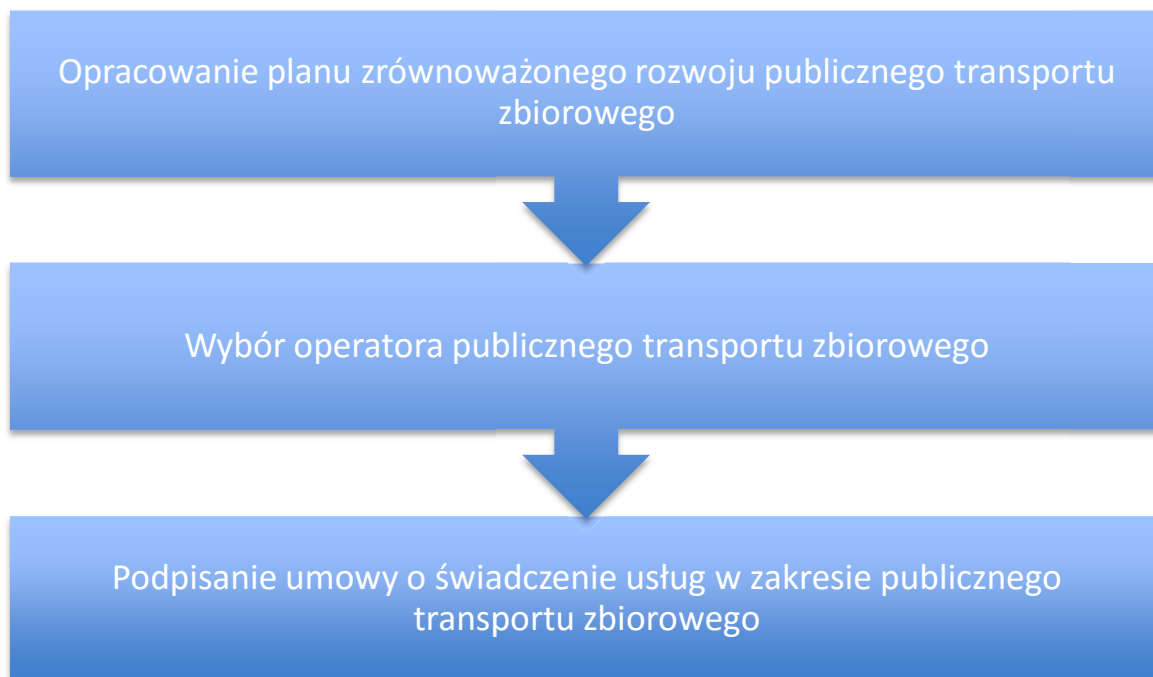 Opracowanie planu zrównoważonego rozwoju publicznego transportu
zbiorowego
Wybór operatora publicznego transportu zbiorowego
Podpisanie umowy o świadczenie usług w zakresie publicznego
transportu zbiorowego